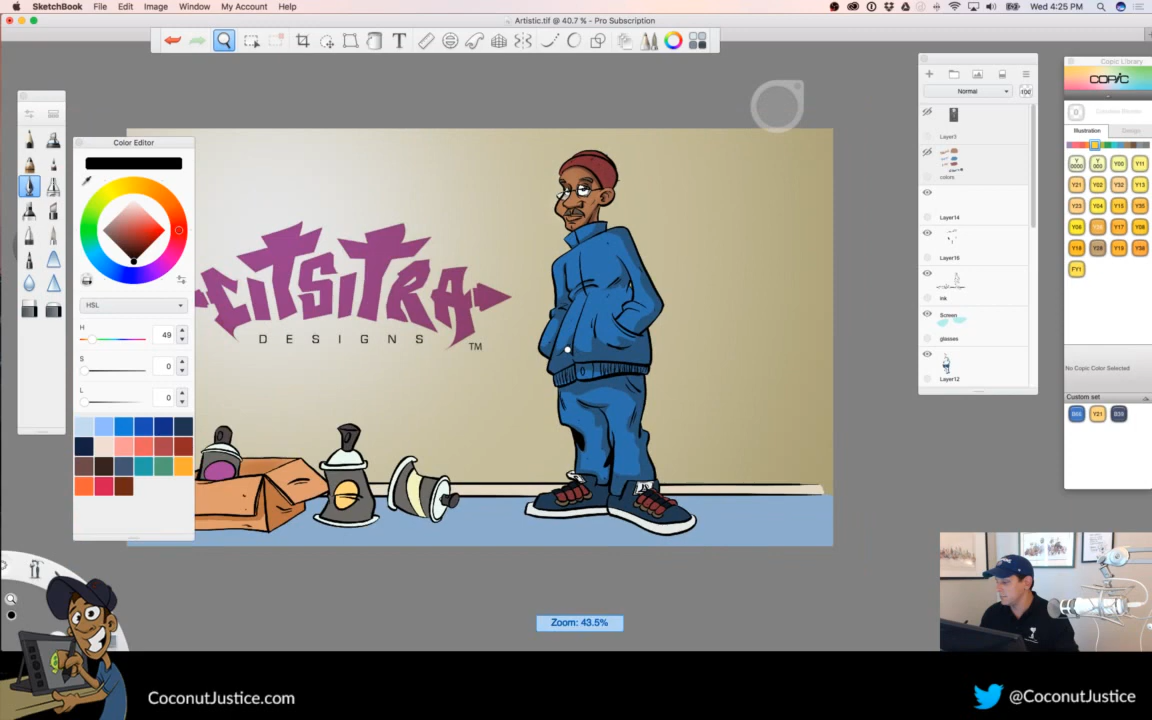 SketchBook File Edit Image Window My Account Help
Wed 4:25 PM
Artistic.tif @ 40.7 % - Pro Subscription
T
Color Editor
HSL
H 49
S 0
L 0
CITSITRA
DESIGNS
TM
Normal
Layer3
colors
Layer14
Layer16
Ink
Screen
glasses
Layer12
Copic Library
COPIC
Illustration Design
Y0000 Y000 Y00 Y11
Y21 Y02 Y32 Y13
Y23 Y04 Y15 Y35
Y06 Y17 Y08
Y18 Y28 Y19 Y38
FY1
No Copic Color Selected
Custom set
B66 Y21 B39
Zoom: 43.5%
CoconutJustice.com
@CoconutJustice